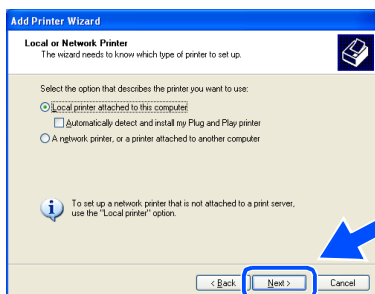 Add Printer Wizard
Local or Network Printer
The wizard needs to know which type of printer to set up.
Select the option that describes the printer you want to use:
Local printer attached to this computer
Automatically detect and install my Plug and Play printer
A network printer, or a printer attached to another computer
To set up a network printer that is not attached to a print server,
use the "Local printer" option.
< Back Next > Cancel